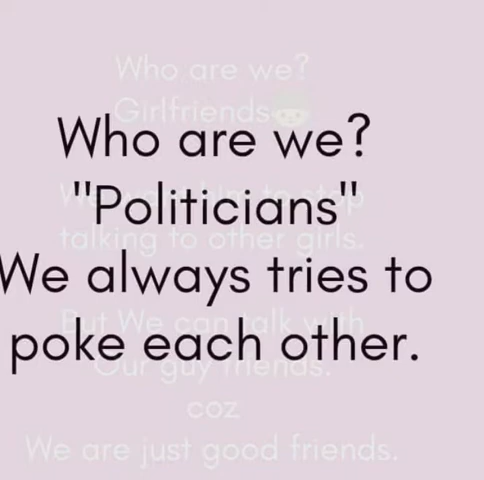 Who are we?
Girlfriends
Who are we?
"Politicians"
We him to stop
talking to other girls.
We always tries to
But We can talk with
poke each other.
Our guy friends.
coz
We are just good friends.